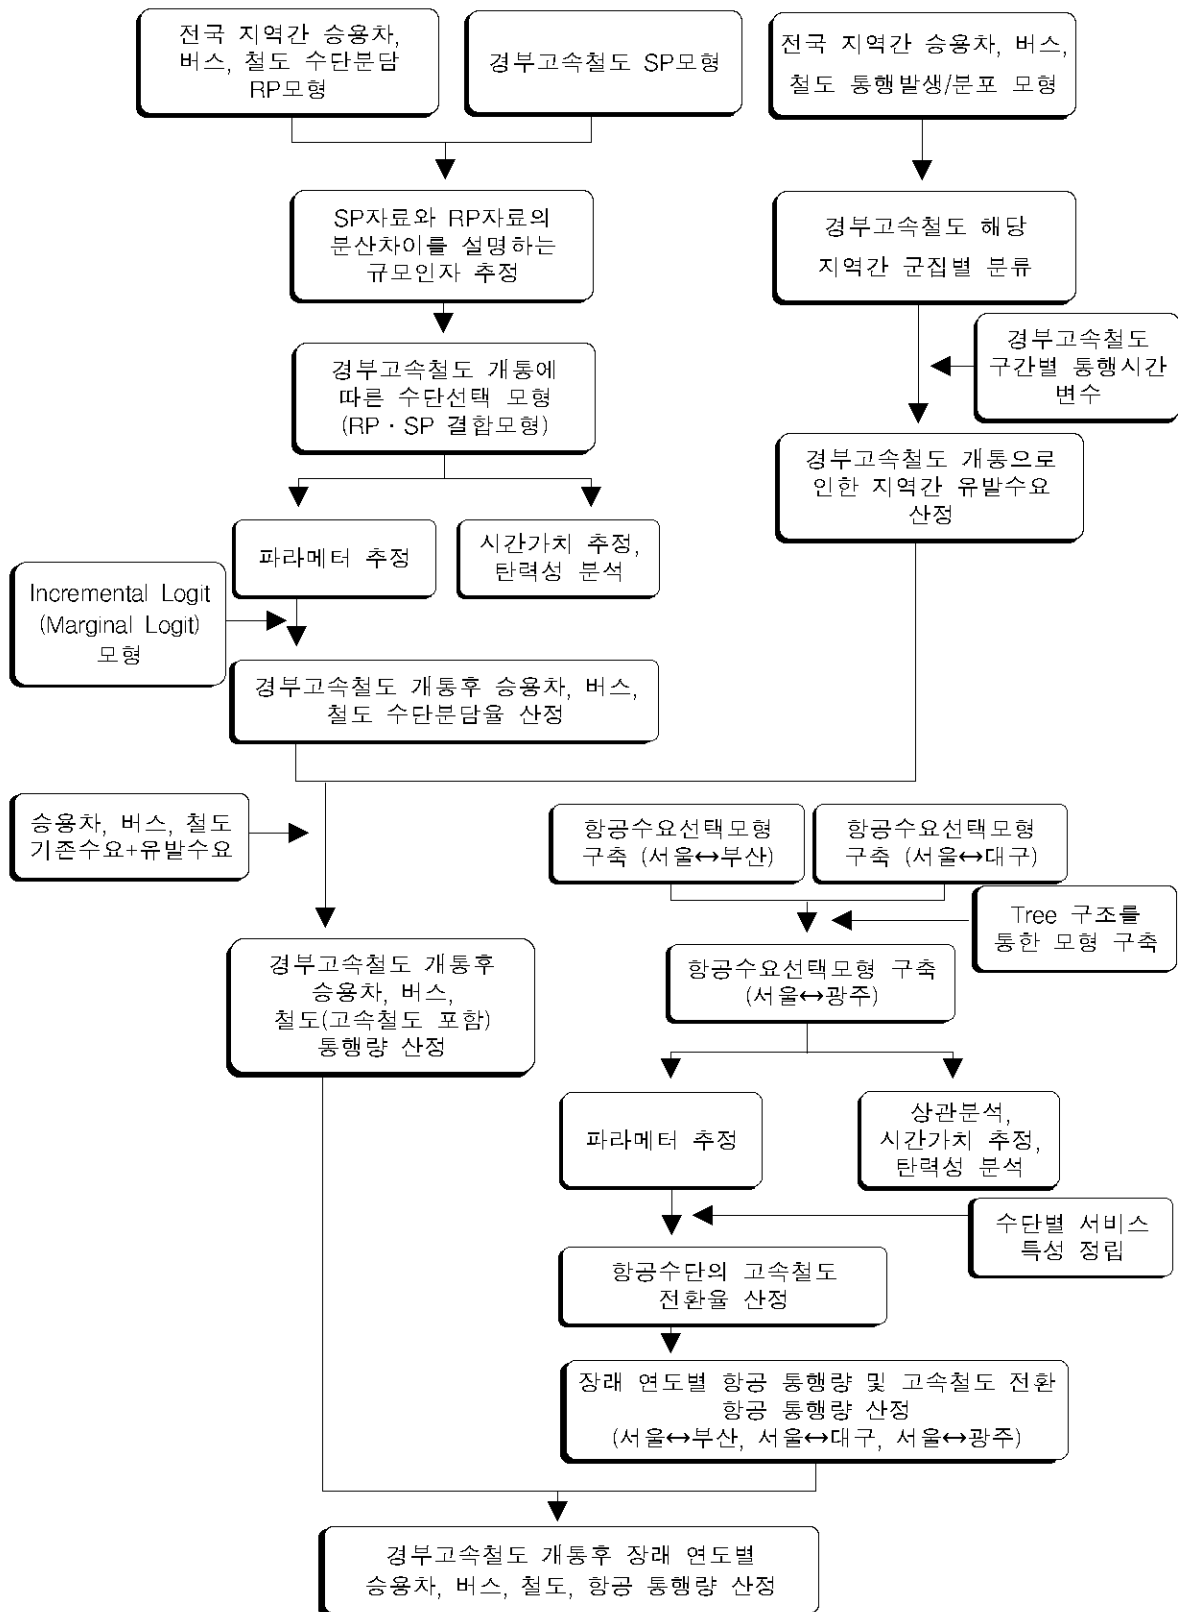 전국 지역간 승용차,
버스, 철도 수단분담
RP모형
경부고속철도 SP모형
전국 지역간 승용차, 버스,
철도 통행발생/분포 모형
SP자료와 RP자료의
분산차이를 설명하는
규모인자 추정
경부고속철도 해당
지역간 군집별 분류
경부고속철도
구간별 통행시간
변수
경부고속철도 개통에
따른 수단선택 모형
(RP · SP 결합모형)
경부고속철도 개통으로
인한 지역간 유발수요
산정
파라메터 추정
시간가치 추정,
탄력성 분석
Incremental Logit
(Marginal Logit)
모형
경부고속철도 개통후 승용차, 버스,
철도 수단분담율 산정
승용차, 버스, 철도
기존수요+유발수요
항공수요선택모형
구축 (서울↔부산)
항공수요선택모형
구축 (서울↔대구)
Tree 구조를
통한 모형 구축
경부고속철도 개통후
승용차, 버스,
철도(고속철도 포함)
통행량 산정
항공수요선택모형 구축
(서울↔광주)
파라메터 추정
상관분석,
시간가치 추정,
탄력성 분석
수단별 서비스
특성 정립
항공수단의 고속철도
전환율 산정
장래 연도별 항공 통행량 및 고속철도 전환
항공 통행량 산정
(서울↔부산, 서울↔대구, 서울↔광주)
경부고속철도 개통후 장래 연도별
승용차, 버스, 철도, 항공 통행량 산정